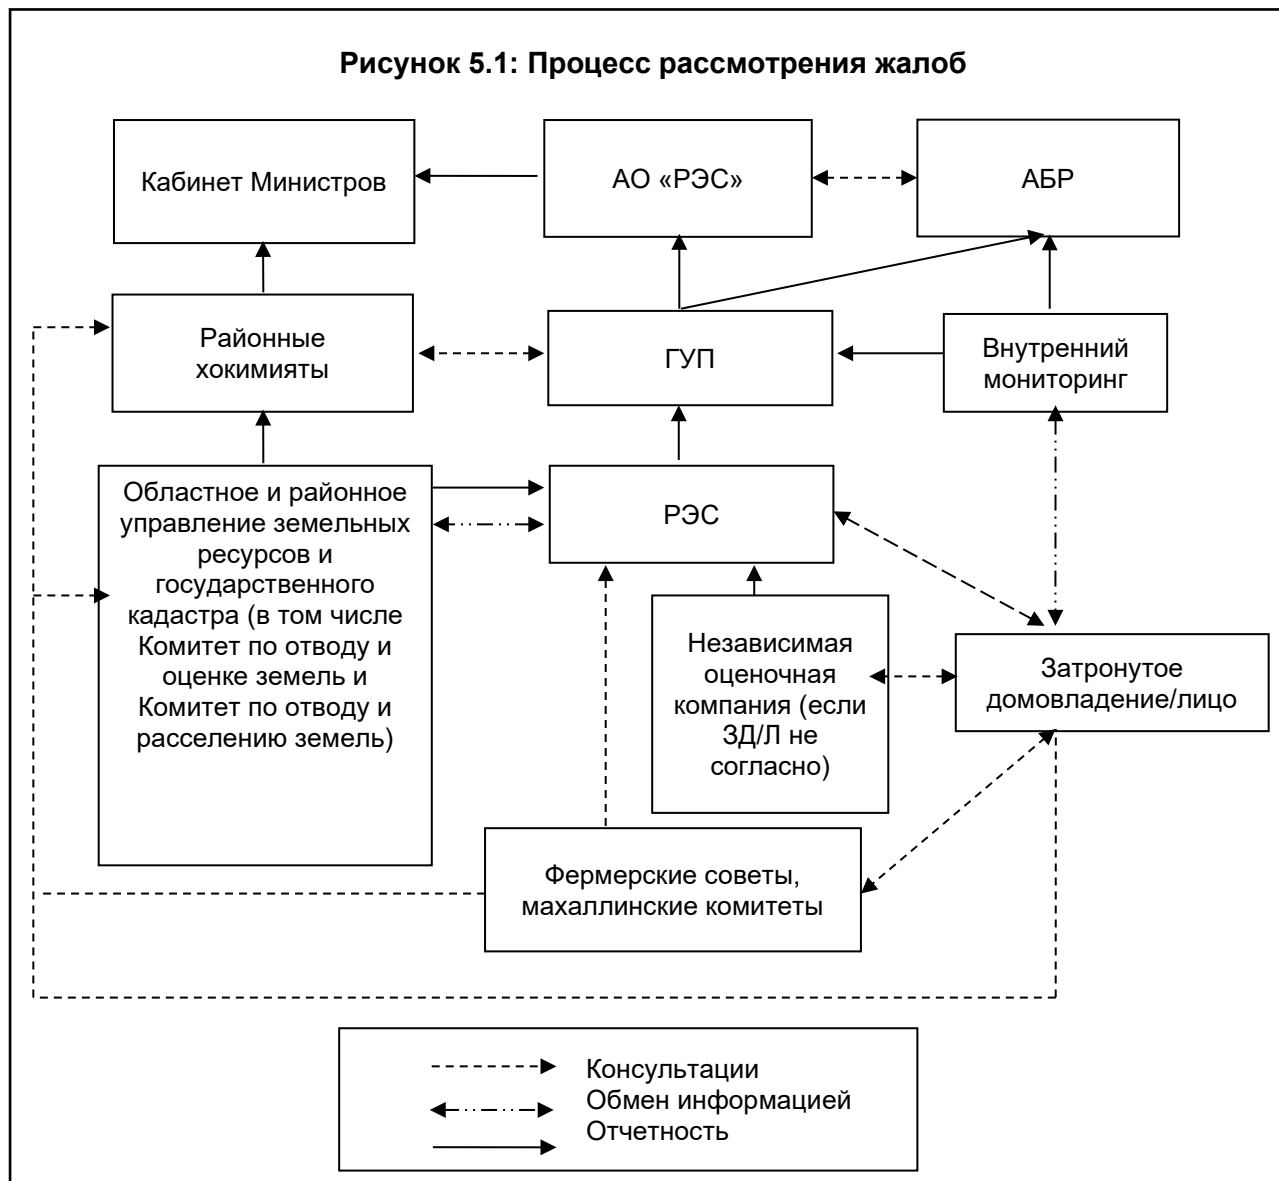 Рисунок 5.1: Процесс рассмотрения жалоб
Кабинет Министров
АО «РЭС»
АБР
Районные
хокимияты
ГУП
Внутренний
мониторинг
Областное и районное
управление земельных
ресурсов и
государственного
кадастра (в том числе
Комитет по отводу и
оценке земель и
Комитет по отводу и
расселению земель)
РЭС
Независимая
оценочная
компания (если
ЗД/Л не
согласно)
Затронутое
домовладение/лицо
Фермерские советы,
махаллинские комитеты
Консультации
Обмен информацией
Отчетность